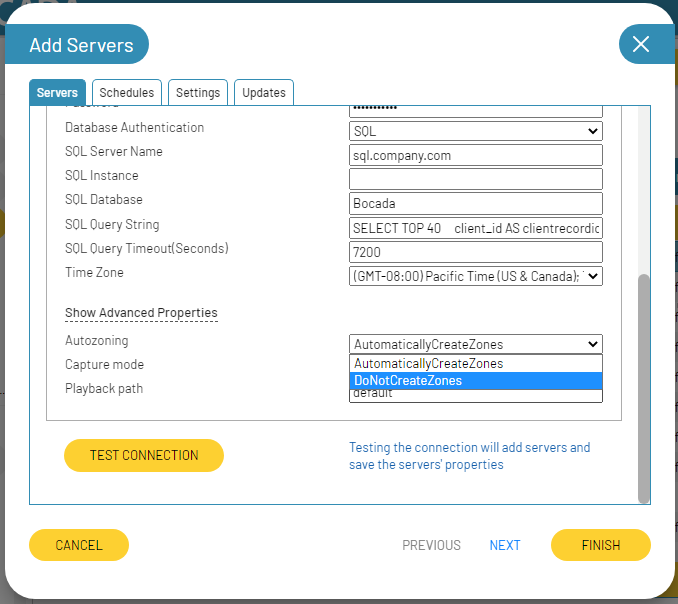 Add Servers
Servers Schedules Settings Updates
Password ***********
Database Authentication SQL
SQL Server Name sql.company.com
SQL Instance
SQL Database Bocada
SQL Query String SELECT TOP 40 client_id AS clientrecordic
SQL Query Timeout(Seconds) 7200
Time Zone (GMT-08:00) Pacific Time (US & Canada);
Show Advanced Properties
Autozoning AutomaticallyCreateZones
Capture mode AutomaticallyCreateZones
DoNotCreateZones
Playback path default
TEST CONNECTION
Testing the connection will add servers and
save the servers' properties
CANCEL PREVIOUS NEXT FINISH